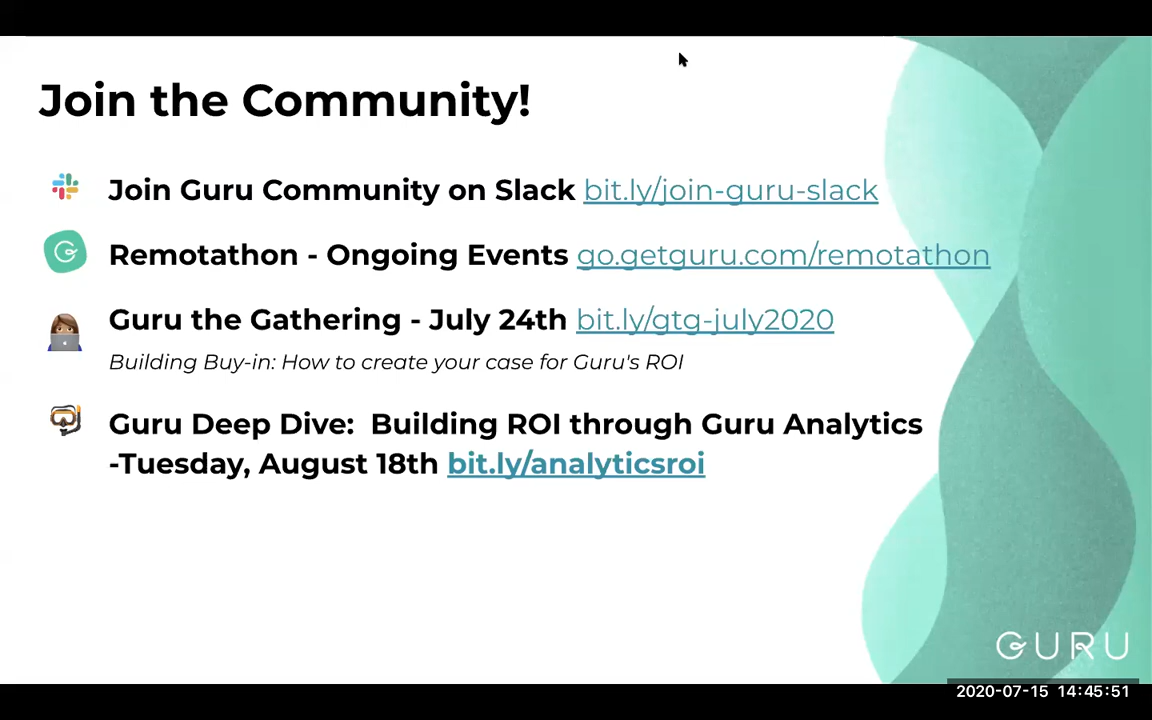 Join the Community!
Join Guru Community on Slack bit.ly/join-guru-slack
Remotathon - Ongoing Events go.getguru.com/remotathon
Guru the Gathering - July 24th bit.ly/gtg-july2020
Building Buy-in: How to create your case for Guru's ROI
Guru Deep Dive:  Building ROI through Guru Analytics
-Tuesday, August 18th bit.ly/analyticsroi
GURU
2020-07-15 14:45:51